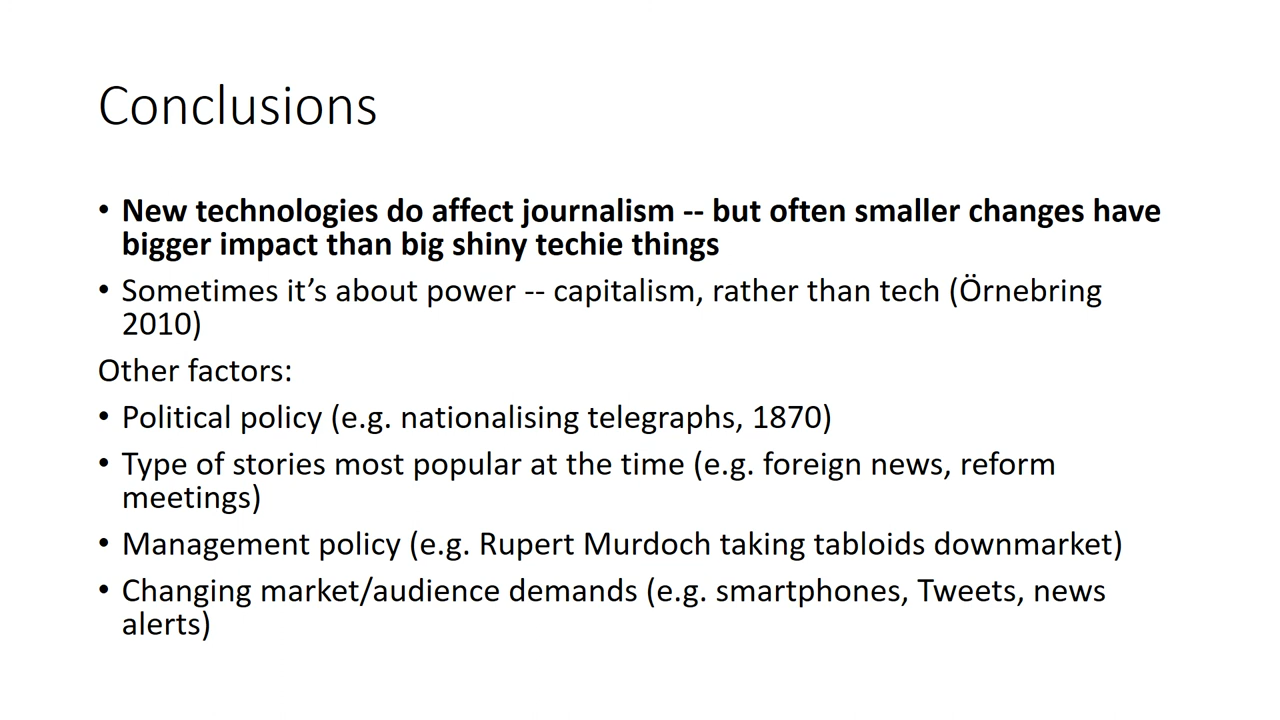 Conclusions
• New technologies do affect journalism -- but often smaller changes have
bigger impact than big shiny techie things
• Sometimes it’s about power -- capitalism, rather than tech (Örnebring
2010)
Other factors:
• Political policy (e.g. nationalising telegraphs, 1870)
• Type of stories most popular at the time (e.g. foreign news, reform
meetings)
• Management policy (e.g. Rupert Murdoch taking tabloids downmarket)
• Changing market/audience demands (e.g. smartphones, Tweets, news
alerts)